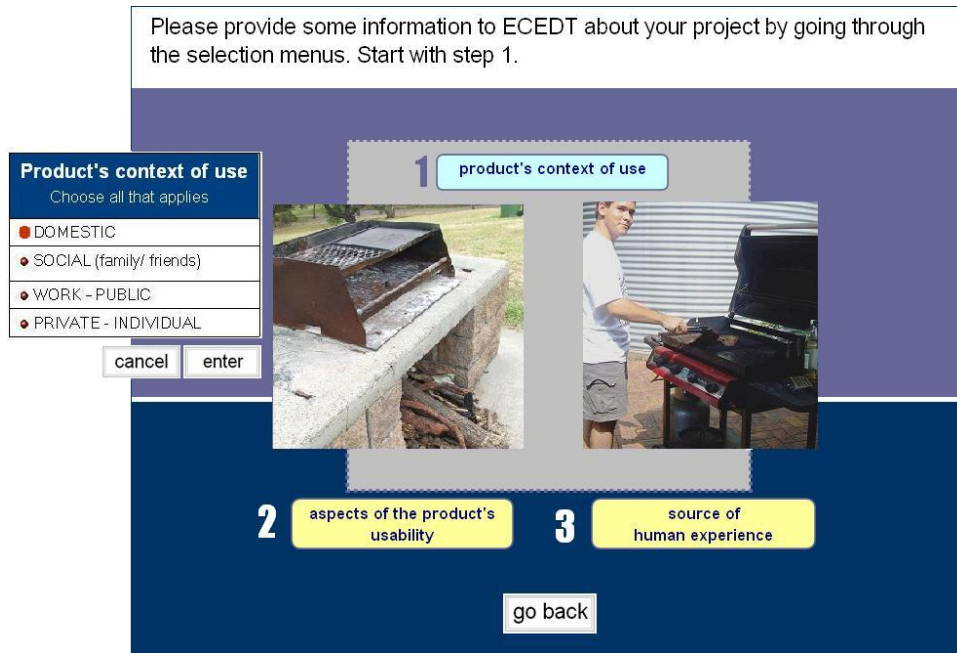 Please provide some information to ECEDT about your project by going through
the selection menus. Start with step 1.
Product's context of use
Choose all that applies
DOMESTIC
SOCIAL (family/ friends)
WORK – PUBLIC
PRIVATE - INDIVIDUAL
cancel
enter
1
product's context of use
2
aspects of the product's
usability
3
source of
human experience
go back